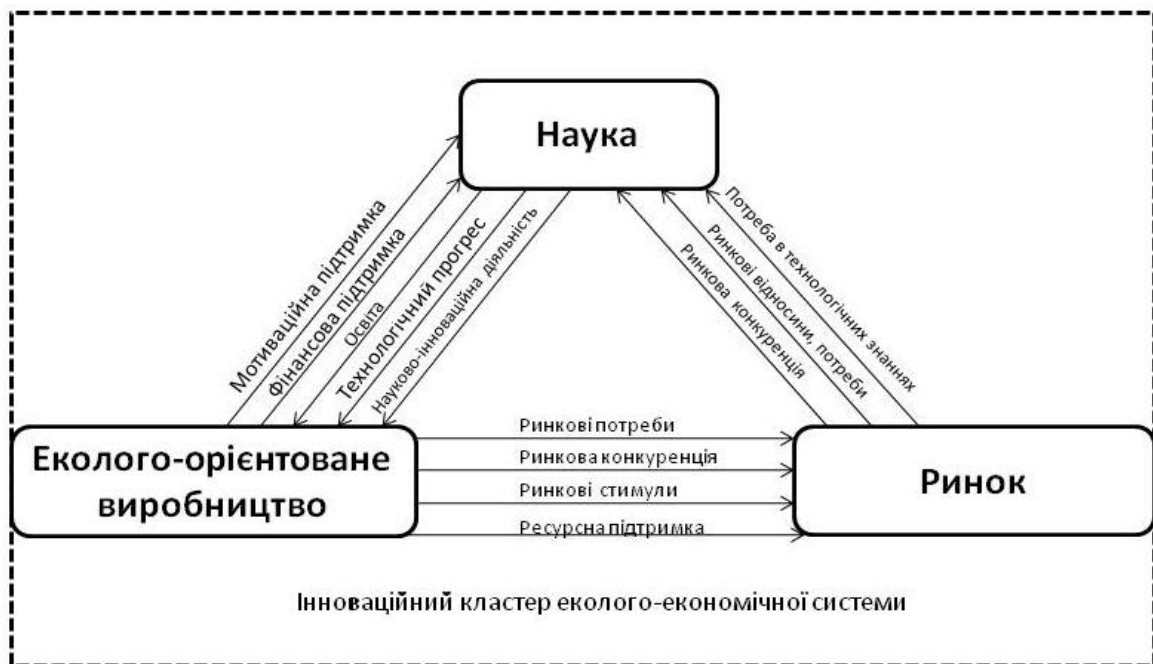 Наука
Мотиваційна підтримка
Фінансова підтримка
Освіта
Технологічний прогрес
Науково-інноваційна діяльність
Ринкова конкуренція
Ринкові відносини, потреби
Потреба в технологічних знаннях
Еколого-орієнтоване
виробництво
Ринкові потреби
Ринкова конкуренція
Ринкові стимули
Ресурсна підтримка
Ринок
Інноваційний кластер еколого-економічної системи